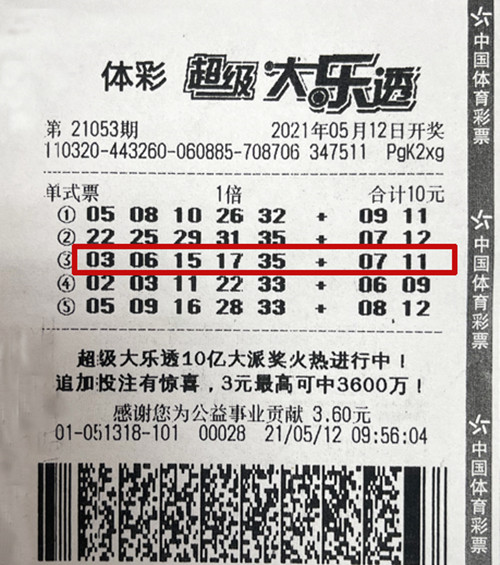 体彩 超级大乐透
第 21053期 2021年05月12日开奖
110320-443260-060885-708706 347511 PgK2xg
单式票 1倍 合计10元
① 05 08 10 26 32 + 09 11
② 22 25 29 31 35 + 07 12
③ 03 06 15 17 35 + 07 11
④ 02 03 11 22 33 + 06 09
⑤ 05 09 16 28 33 + 08 12
超级大乐透10亿大派奖火热进行中！
追加投注有惊喜，3元最高可中3600万！
感谢您为公益事业贡献 3.60元
01-051318-101 00028 21/05/12 09:56:04
中国体育彩票
中国体育彩票
中国体育彩票